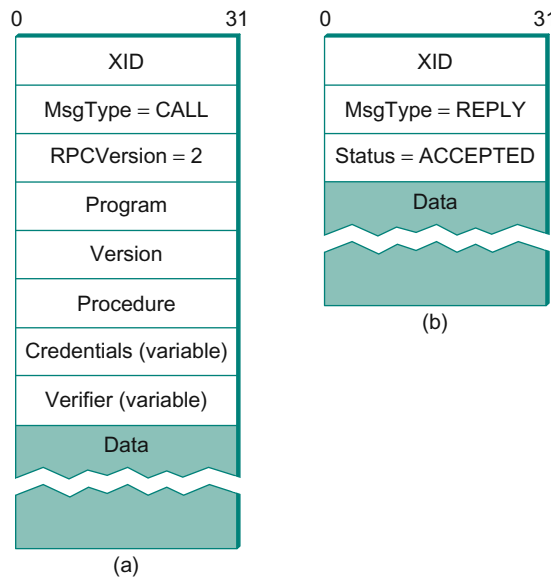 0 31
XID
MsgType = CALL
RPCVersion = 2
Program
Version
Procedure
Credentials (variable)
Verifier (variable)
Data
(a)
0 31
XID
MsgType = REPLY
Status = ACCEPTED
Data
(b)